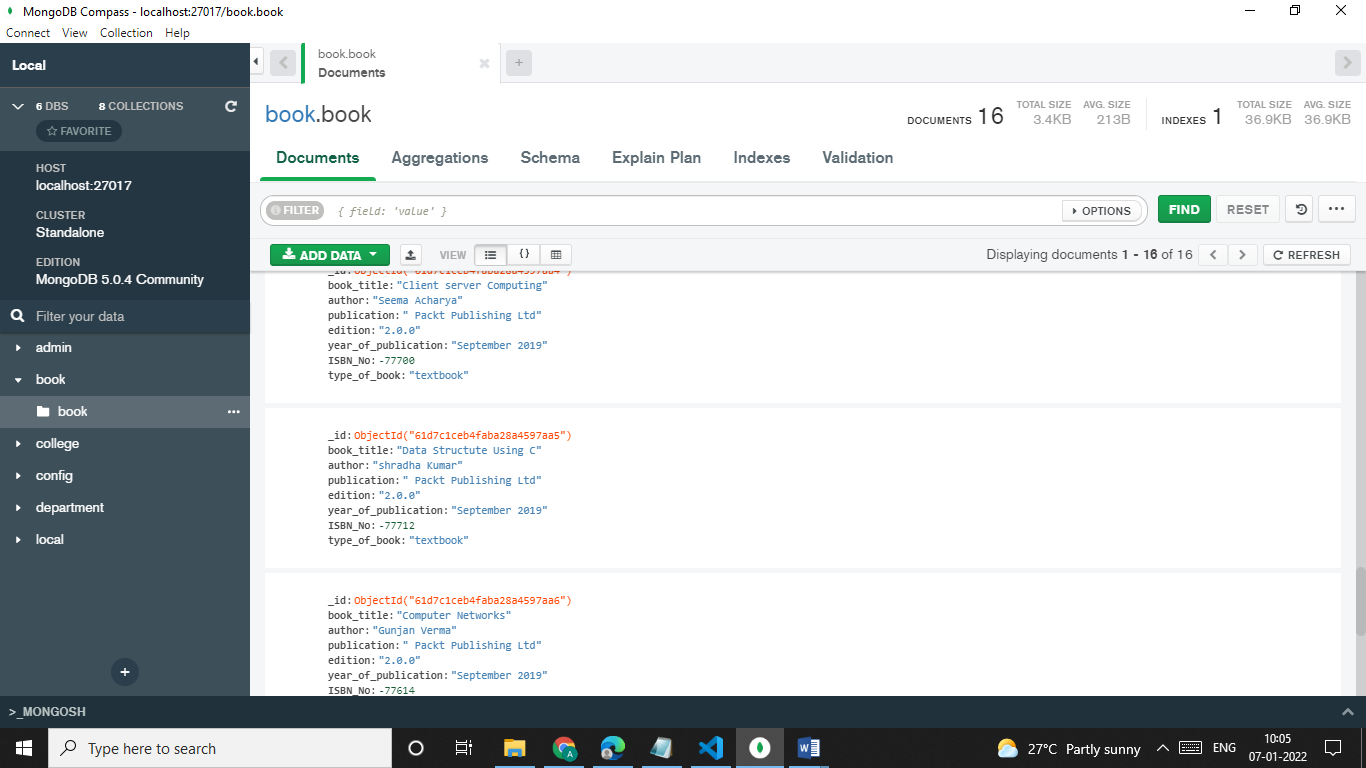 MongoDB Compass - localhost:27017/book.book
Connect View Collection Help
Local
6 DBS 8 COLLECTIONS
FAVORITE
HOST
localhost:27017
CLUSTER
Standalone
EDITION
MongoDB 5.0.4 Community
Filter your data
admin
book
book
college
config
department
local
book.book
Documents
book.book
DOCUMENTS 16
TOTAL SIZE
3.4KB
AVG. SIZE
213B
INDEXES 1
TOTAL SIZE
36.9KB
AVG. SIZE
36.9KB
Documents Aggregations Schema Explain Plan Indexes Validation
FILTER { field: 'value' } OPTIONS FIND RESET
ADD DATA VIEW Displaying documents 1 - 16 of 16 REFRESH
_id: ObjectId("61d7c1ceb4faba28a4597aa4")
book_title: "Client server Computing"
author: "Seema Acharya"
publication: " Packt Publishing Ltd"
edition: "2.0.0"
year_of_publication: "September 2019"
ISBN_No: -77700
type_of_book: "textbook"
_id: ObjectId("61d7c1ceb4faba28a4597aa5")
book_title: "Data Structute Using C"
author: "shradha Kumar"
publication: " Packt Publishing Ltd"
edition: "2.0.0"
year_of_publication: "September 2019"
ISBN_No: -77712
type_of_book: "textbook"
_id: ObjectId("61d7c1ceb4faba28a4597aa6")
book_title: "Computer Networks"
author: "Gunjan Verma"
publication: " Packt Publishing Ltd"
edition: "2.0.0"
year_of_publication: "September 2019"
ISBN_No: -77614
>_MONGOSH
Type here to search
27°C Partly sunny
ENG
10:05
07-01-2022